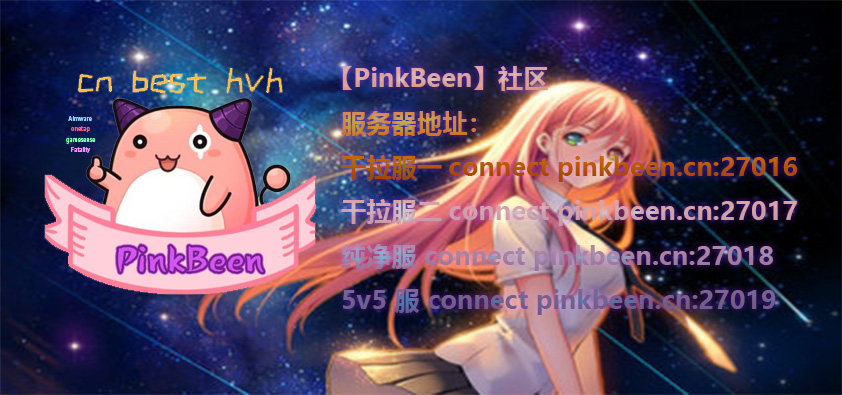 cn best hvh
Aimware
onetap
gamesense
Fatality
PinkBeen
【PinkBeen】社区
服务器地址：
干拉服一 connect pinkbeen.cn:27016
干拉服二 connect pinkbeen.cn:27017
纯净服 connect pinkbeen.cn:27018
5v5 服 connect pinkbeen.cn:27019